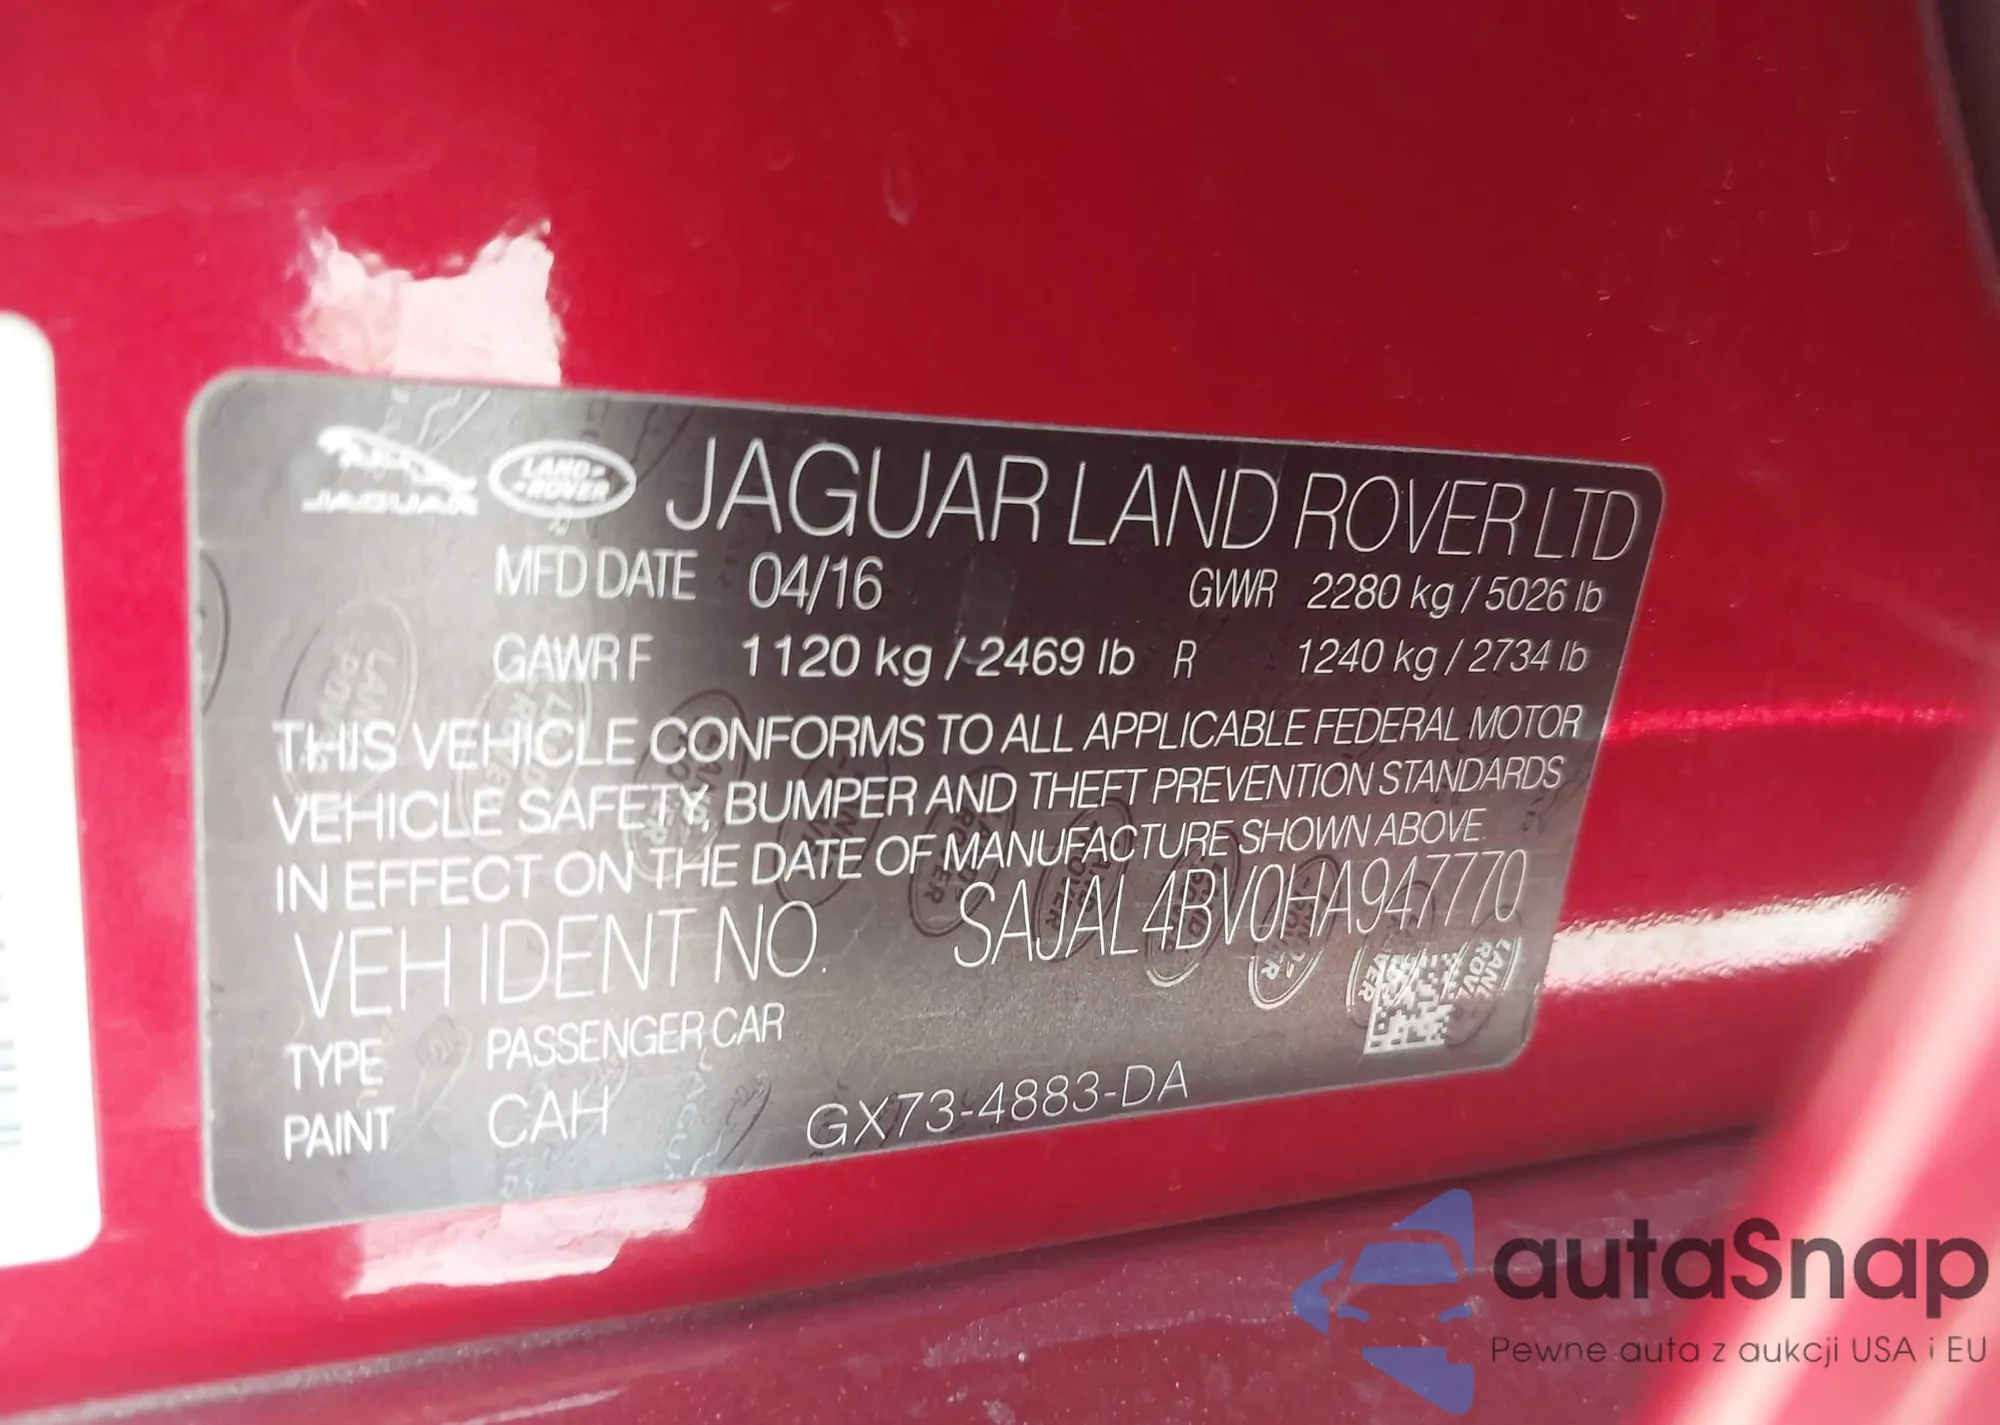 JAGUAR LAND ROVER JAGUAR LAND ROVER LTD
MFD DATE 04/16 GVWR 2280 kg / 5026 lb
GAWR F 1120 kg / 2469 lb R 1240 kg / 2734 lb
THIS VEHICLE CONFORMS TO ALL APPLICABLE FEDERAL MOTOR
VEHICLE SAFETY, BUMPER AND THEFT PREVENTION STANDARDS
IN EFFECT ON THE DATE OF MANUFACTURE SHOWN ABOVE.
VEH IDENT NO. SAJAL4BV0HA947770
TYPE PASSENGER CAR
PAINT CAH GX73-4883-DA
autaSnap
Pewne auta z aukcji USA i EU